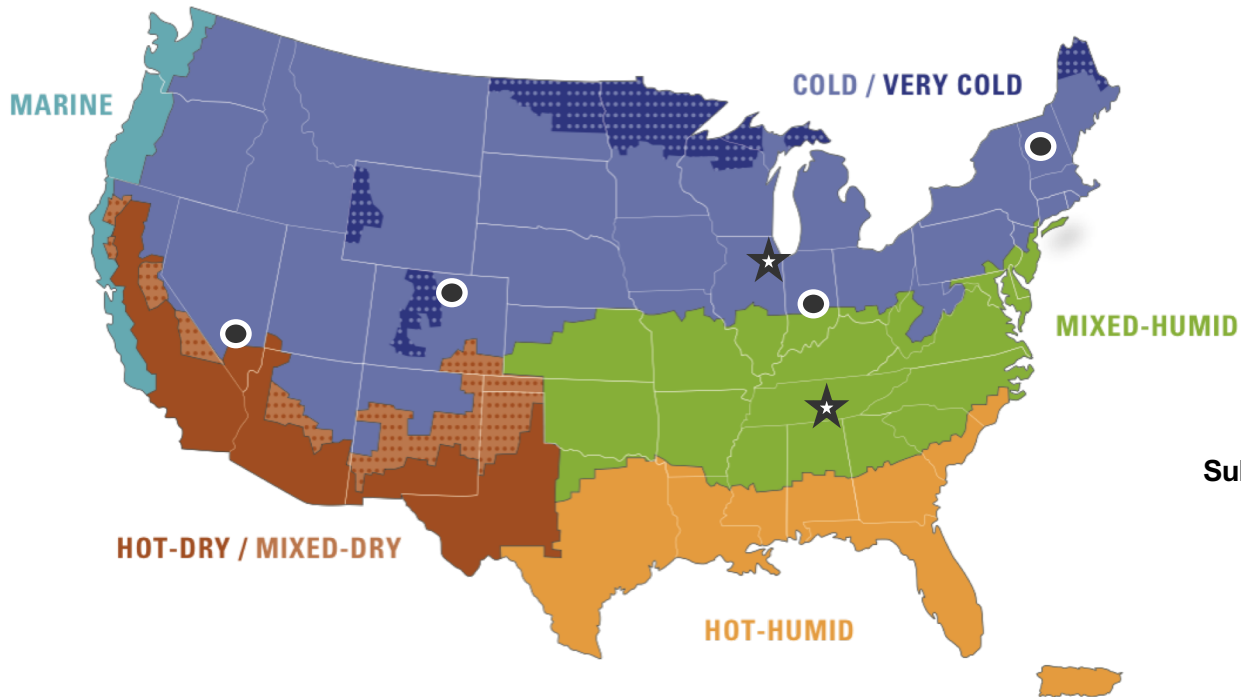 MARINE
COLD / VERY COLD
MIXED-HUMID
HOT-DRY / MIXED-DRY
HOT-HUMID